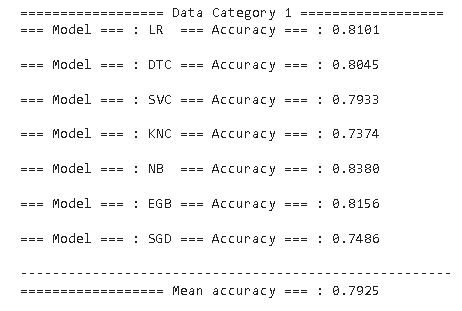 ================== Data Category 1 ==================
=== Model === : LR  === Accuracy === : 0.8101
=== Model === : DTC === Accuracy === : 0.8045
=== Model === : SVC === Accuracy === : 0.7933
=== Model === : KNC === Accuracy === : 0.7374
=== Model === : NB  === Accuracy === : 0.8380
=== Model === : EGB === Accuracy === : 0.8156
=== Model === : SGD === Accuracy === : 0.7486
------------------------------------------------------
================== Mean accuracy === : 0.7925